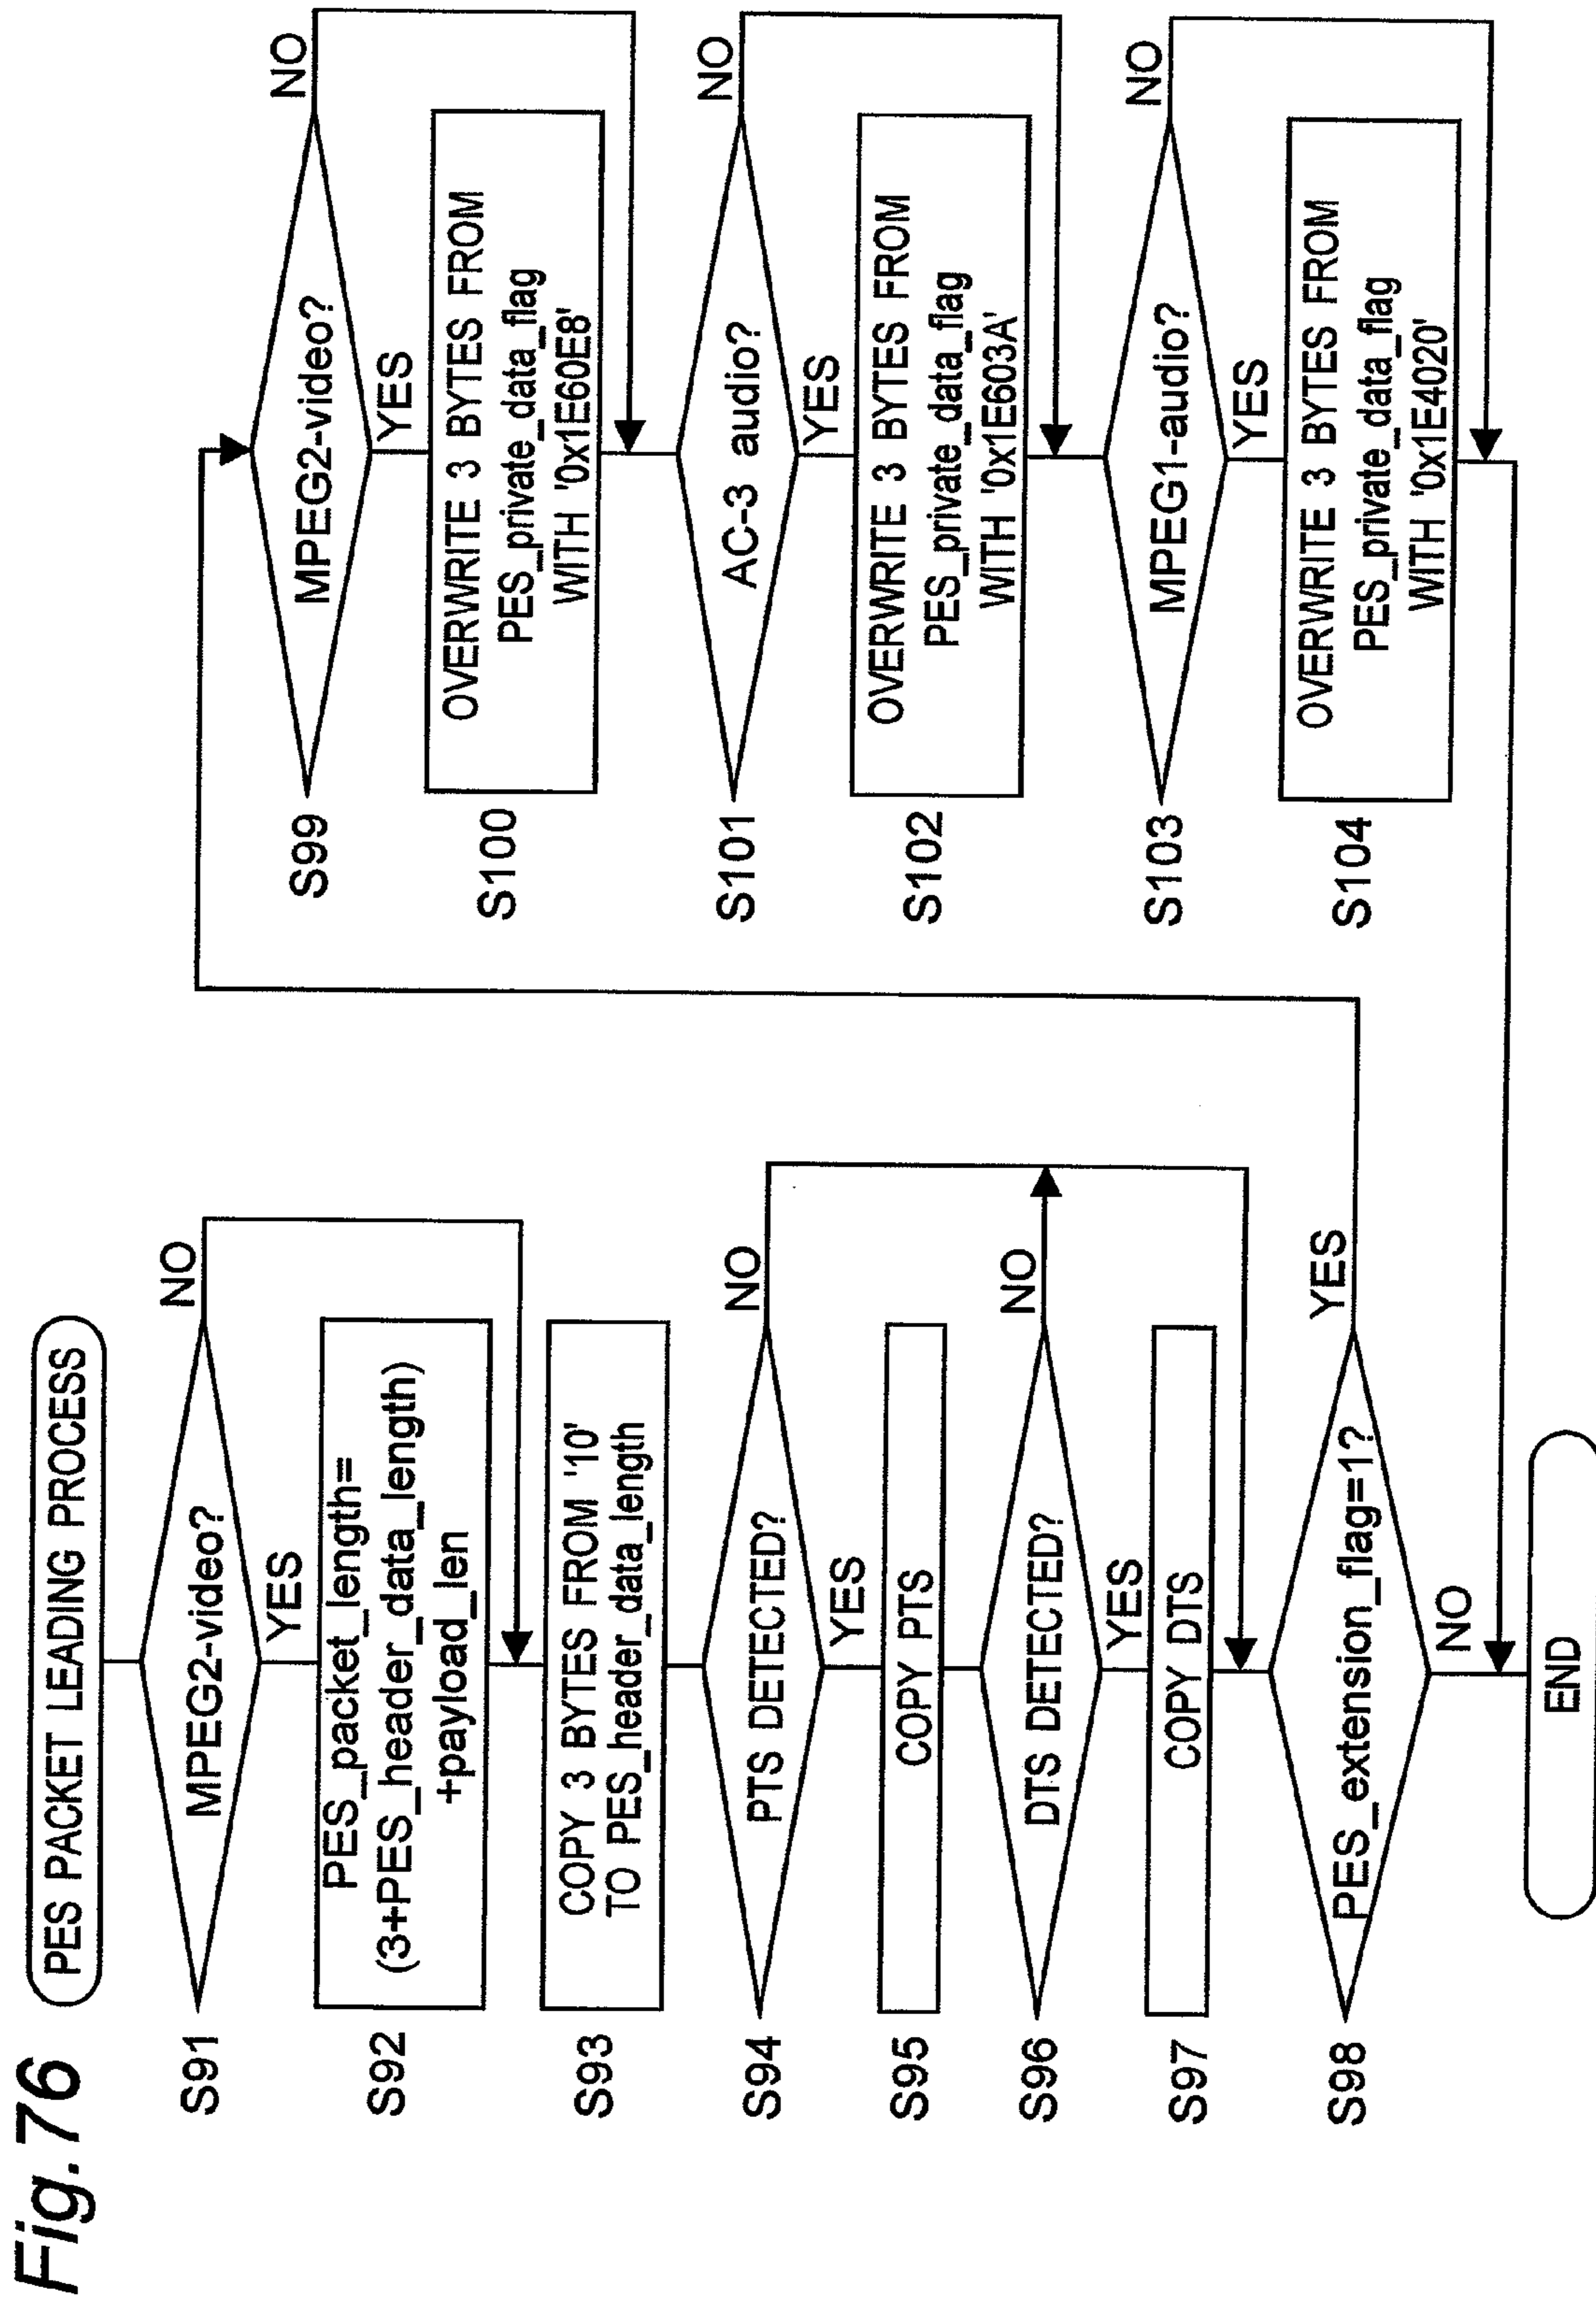 Fig.76
PES PACKET LEADING PROCESS
S91
MPEG2-video?
NO
YES
S92
PES_packet_length=
(3+PES_header_data_length)
+payload_len
S93
COPY 3 BYTES FROM '10'
TO PES_header_data_length
S94
PTS DETECTED?
NO
YES
S95
COPY PTS
S96
DTS DETECTED?
NO
YES
S97
COPY DTS
S98
PES_extension_flag=1?
YES
NO
END
S99
MPEG2-video?
NO
YES
S100
OVERWRITE 3 BYTES FROM
PES_private_data_flag
WITH '0x1E60E8'
S101
AC-3 audio?
NO
YES
S102
OVERWRITE 3 BYTES FROM
PES_private_data_flag
WITH '0x1E603A'
S103
MPEG1-audio?
NO
YES
S104
OVERWRITE 3 BYTES FROM
PES_private_data_flag
WITH '0x1E4020'